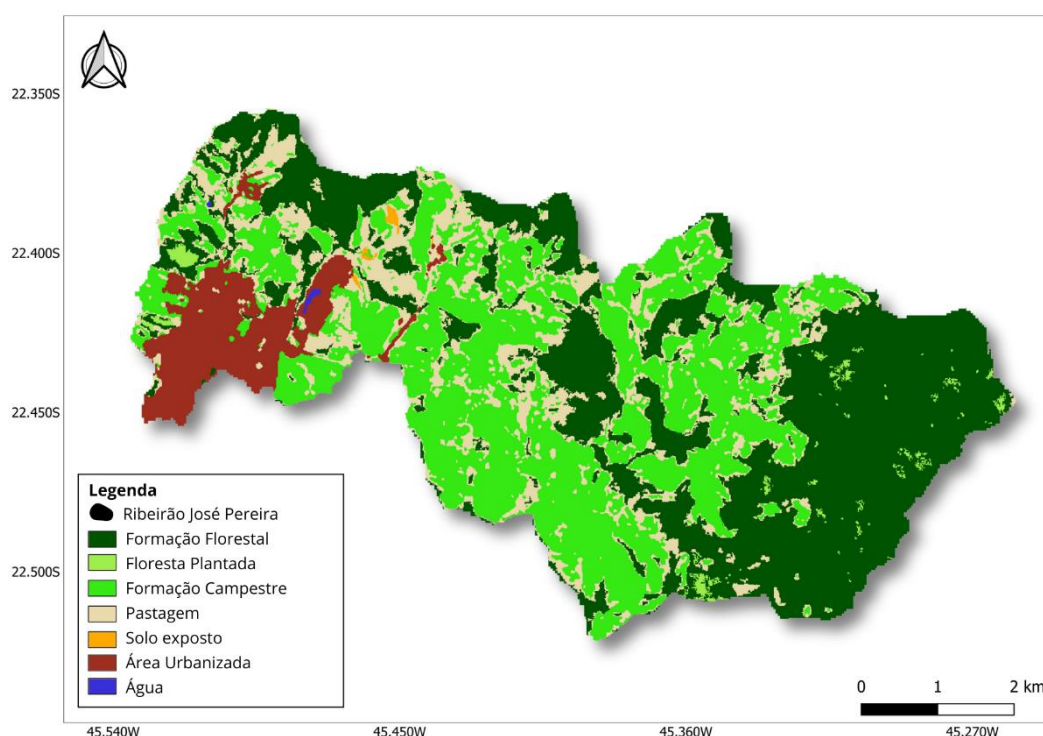 22.350S
22.400S
22.450S
22.500S
Legenda
Ribeirão José Pereira
Formação Florestal
Floresta Plantada
Formação Campestre
Pastagem
Solo exposto
Área Urbanizada
Água
0 1 2 km
45.540W 45.450W 45.360W 45.270W